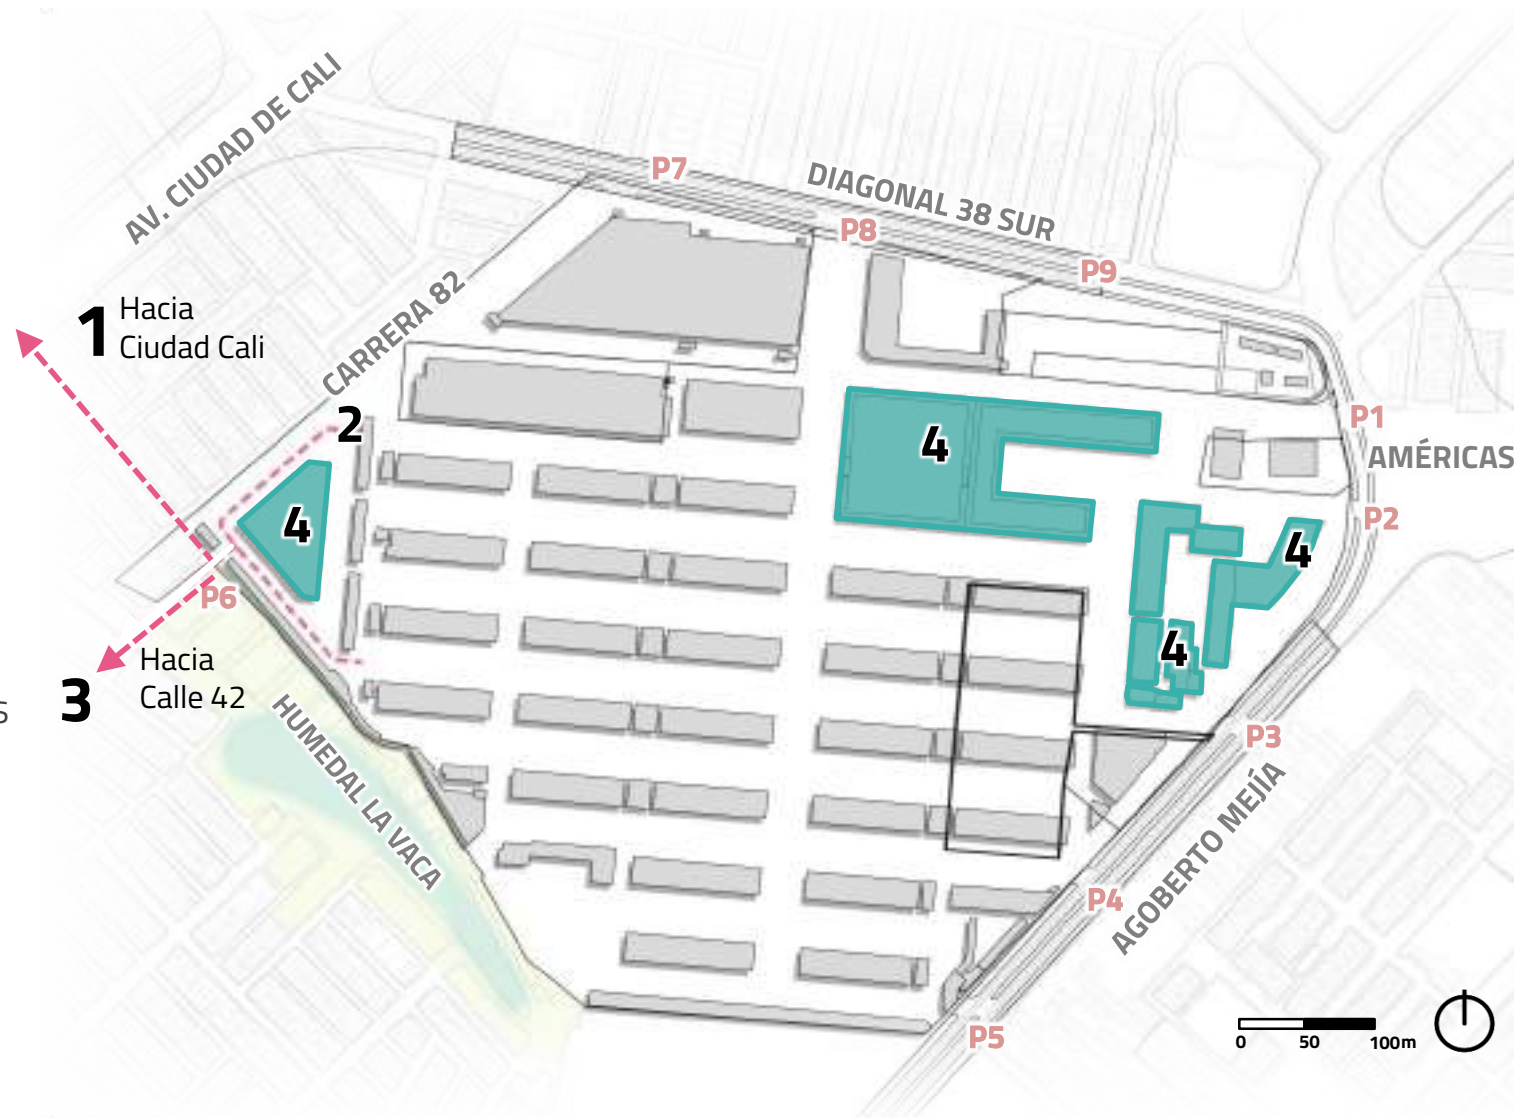 AV. CIUDAD DE CALI
P7
DIAGONAL 38 SUR
P8
P9
1 Hacia
Ciudad Cali
CARRERA 82
2
4
4
P1
AMÉRICAS
P2
4
4
P6
Hacia
Calle 42
3
S
HUMEDAL LA VACA
P3
AGOBERTO MEJÍA
P4
P5
0 50 100m